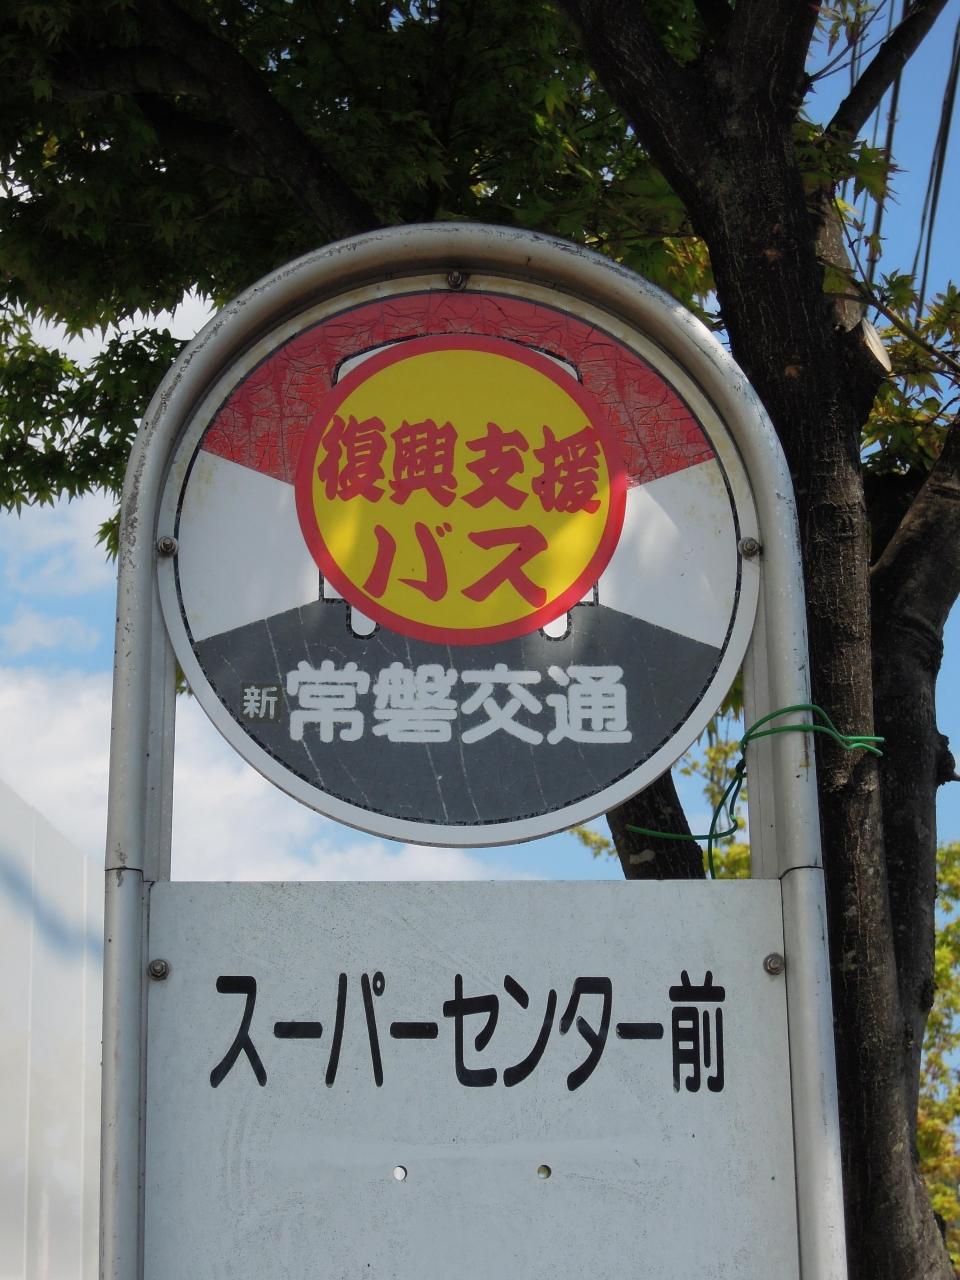 復興支援
バス
新 常磐交通
スーパーセンター前